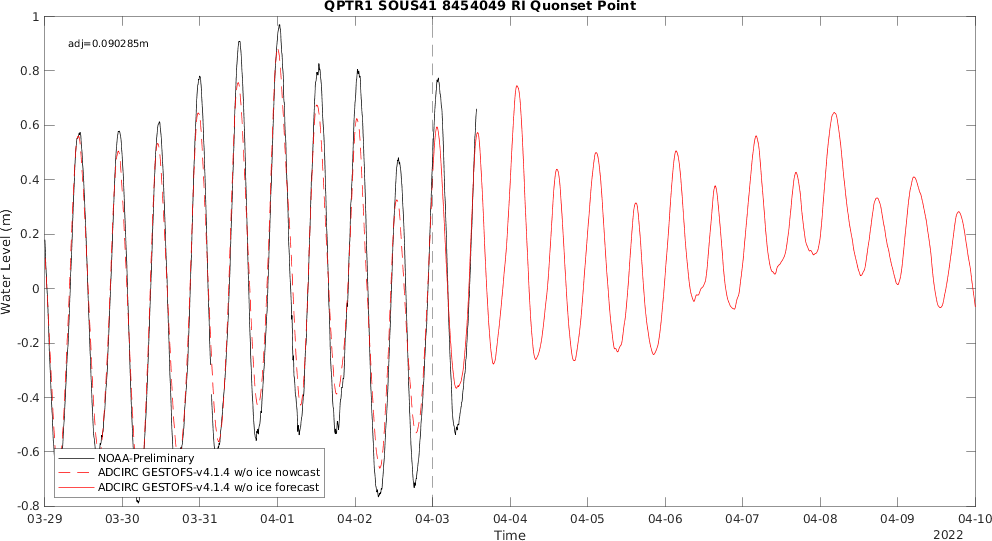 QPTR1 SOUS41 8454049 RI Quonset Point
adj=0.090285m
1
0.8
0.6
0.4
0.2
0
-0.2
-0.4
-0.6
-0.8
Water Level (m)
NOAA-Preliminary
ADCIRC GESTOFS-v4.1.4 w/o ice nowcast
ADCIRC GESTOFS-v4.1.4 w/o ice forecast
03-29 03-30 03-31 04-01 04-02 04-03 04-04 04-05 04-06 04-07 04-08 04-09 04-10
Time
2022